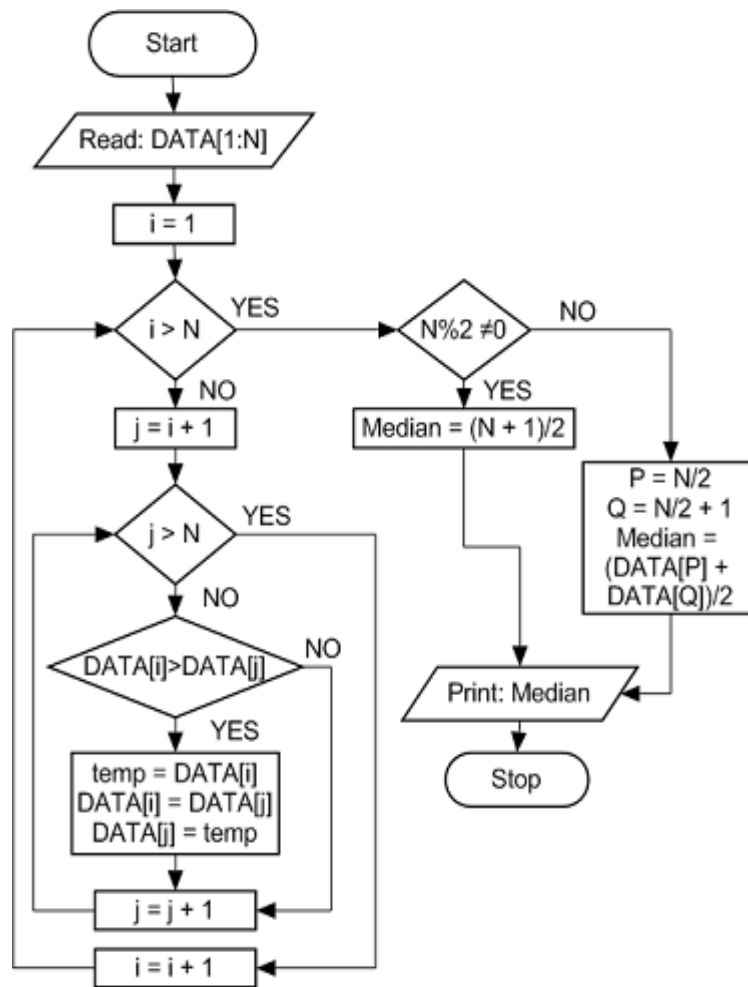 Start
Read: DATA[1:N]
i = 1
i > N
YES
NO
j = i + 1
j > N
YES
NO
DATA[i]>DATA[j]
NO
YES
temp = DATA[i]
DATA[i] = DATA[j]
DATA[j] = temp
j = j + 1
i = i + 1
N%2 ≠0
NO
YES
Median = (N + 1)/2
P = N/2
Q = N/2 + 1
Median =
(DATA[P] +
DATA[Q])/2
Print: Median
Stop